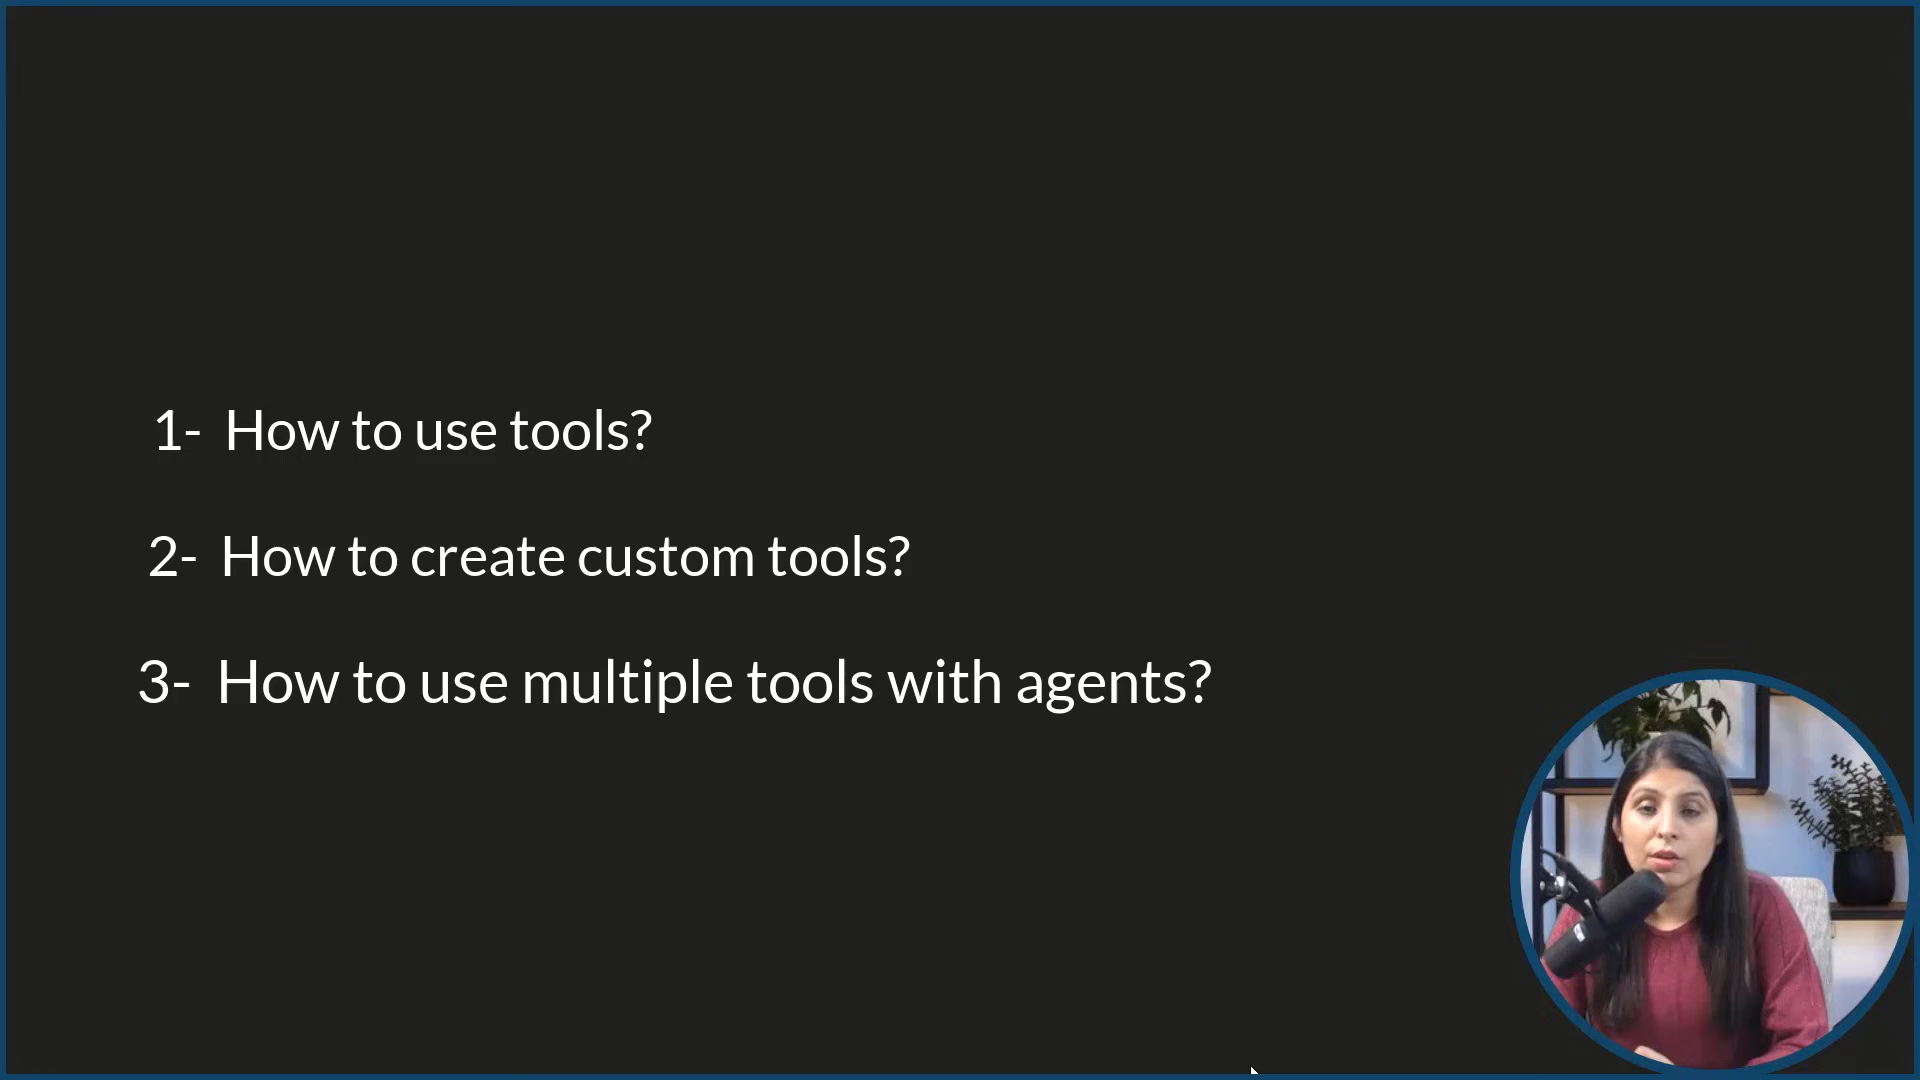 1- How to use tools?
2- How to create custom tools?
3- How to use multiple tools with agents?